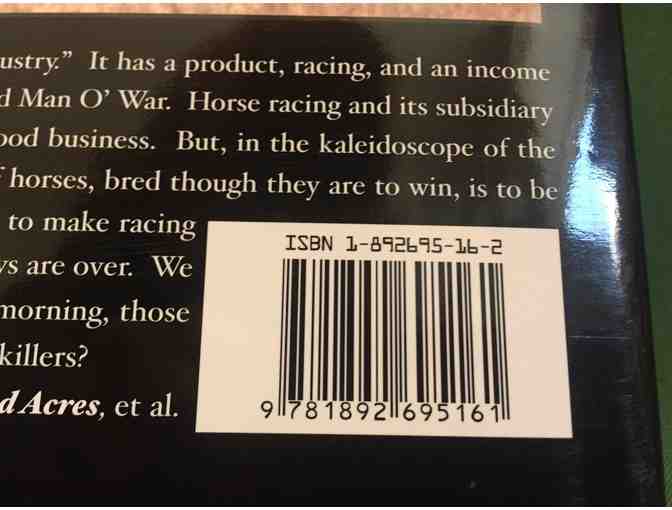 ustry.” It has a product, racing, and an income
d Man O’ War. Horse racing and its subsidiary
ood business. But, in the kaleidoscope of the
f horses, bred though they are to win, is to be
to make racing
ys are over. We
morning, those
killers?
d Acres, et al.
ISBN 1-892695-16-2
9 781892 695161